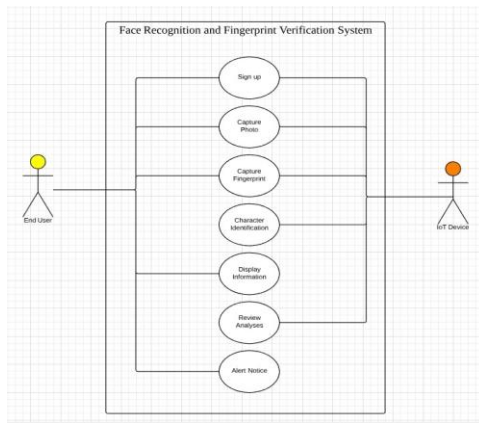 Face Recognition and Fingerprint Verification System
Sign up
Capture
Photo
Capture
Fingerprint
Character
Identification
Display
Information
Review
Analyses
Alert Notice
End User
IoT Device